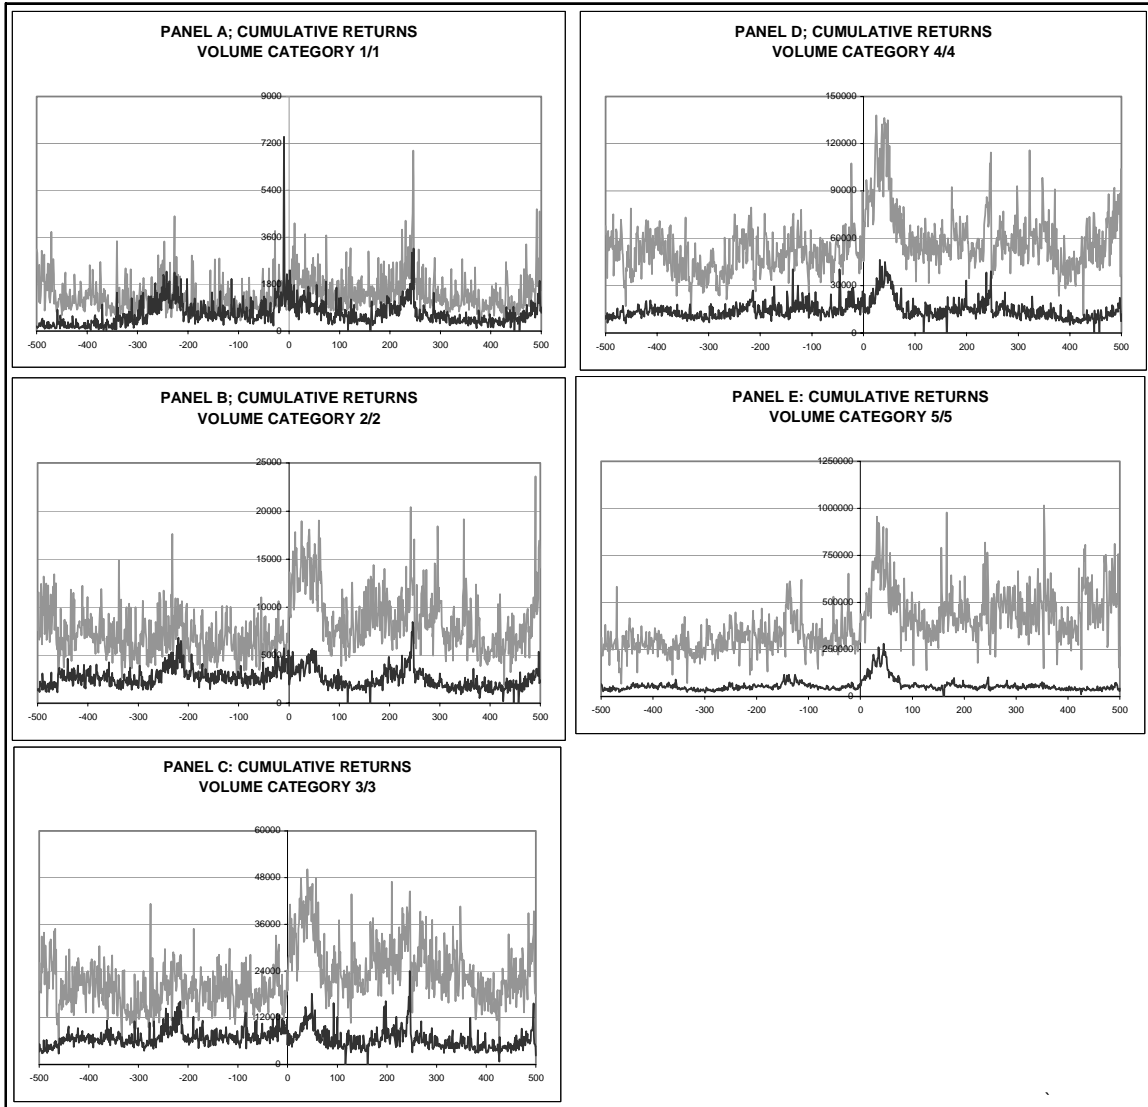 PANEL A; CUMULATIVE RETURNS
VOLUME CATEGORY 1/1
9000
7200
5400
3600
1800
0
-500 -400 -300 -200 -100 0 100 200 300 400 500
PANEL D; CUMULATIVE RETURNS
VOLUME CATEGORY 4/4
150000
120000
90000
60000
30000
0
-500 -400 -300 -200 -100 0 100 200 300 400 500
PANEL B; CUMULATIVE RETURNS
VOLUME CATEGORY 2/2
25000
20000
15000
10000
5000
0
-500 -400 -300 -200 -100 0 100 200 300 400 500
PANEL E: CUMULATIVE RETURNS
VOLUME CATEGORY 5/5
1250000
1000000
750000
500000
250000
0
-500 -400 -300 -200 -100 0 100 200 300 400 500
PANEL C: CUMULATIVE RETURNS
VOLUME CATEGORY 3/3
60000
48000
36000
24000
12000
0
-500 -400 -300 -200 -100 0 100 200 300 400 500
`